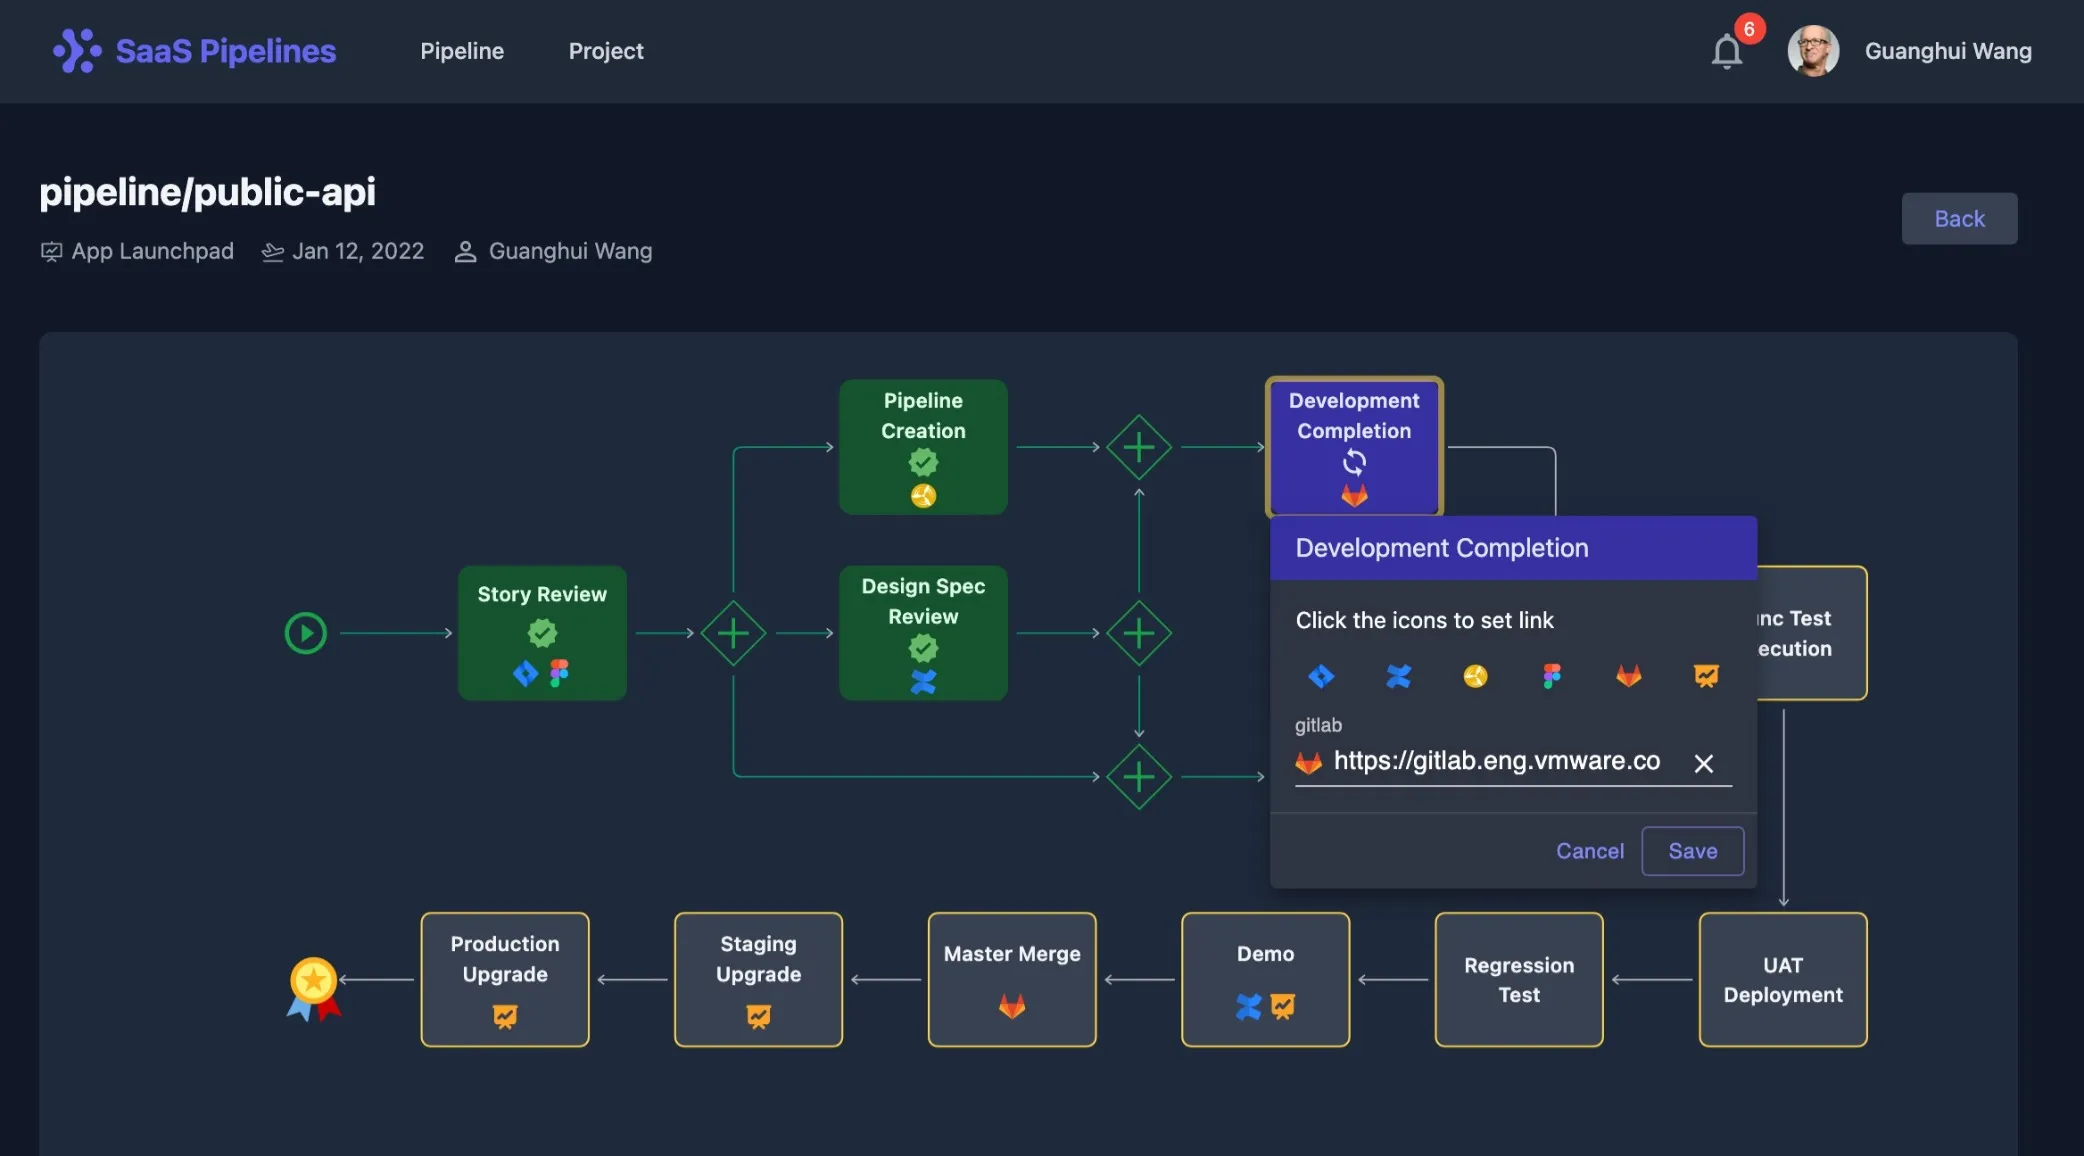 SaaS Pipelines
Pipeline
Project
6
Guanghui Wang
pipeline/public-api
App Launchpad
Jan 12, 2022
Guanghui Wang
Back
Pipeline
Creation
Development
Completion
Story Review
Design Spec
Review
Development Completion
Click the icons to set link
gitlab
https://gitlab.eng.vmware.co
Cancel
Save
Test
Production
Upgrade
Staging
Upgrade
Master Merge
Demo
Regression
Test
UAT
Deployment